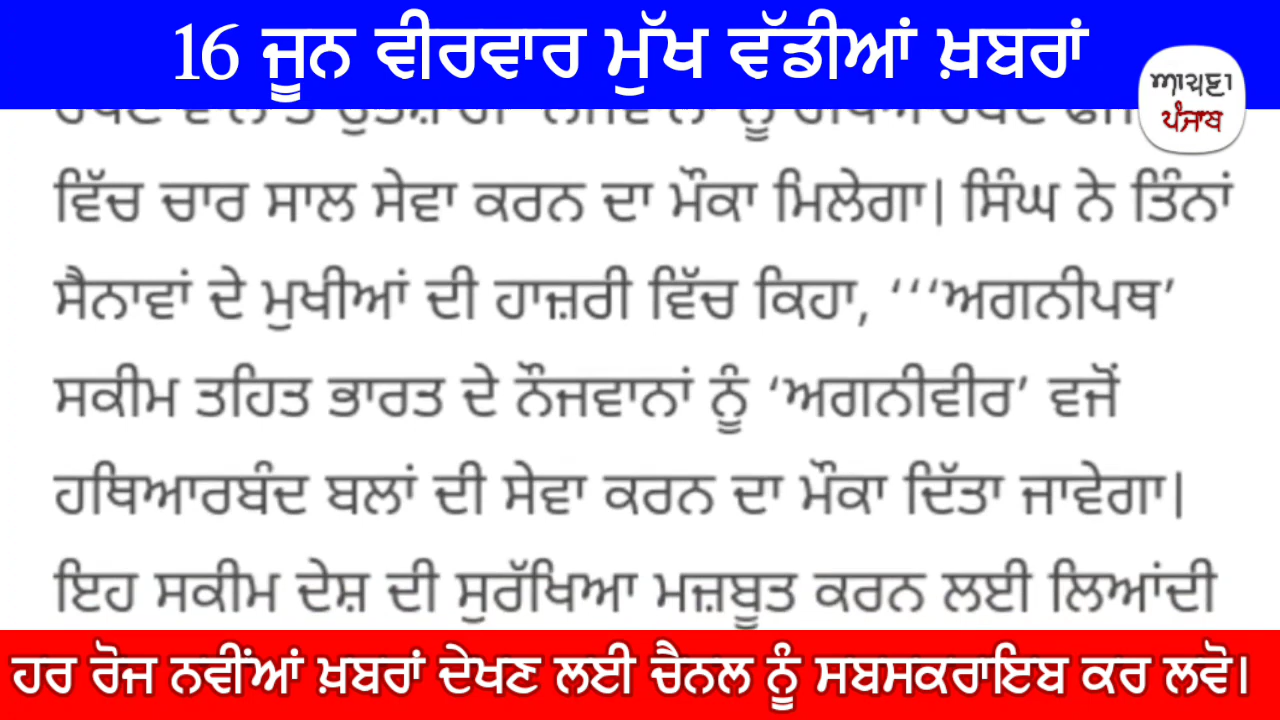 16 ਜੂਨ ਵੀਰਵਾਰ ਮੁੱਖ ਵੱਡੀਆਂ ਖ਼ਬਰਾਂ
ਆਪਣਾ
ਪੰਜਾਬ
ਵਿੱਚ ਚਾਰ ਸਾਲ ਸੇਵਾ ਕਰਨ ਦਾ ਮੌਕਾ ਮਿਲੇਗਾ| ਸਿੰਘ ਨੇ ਤਿੰਨਾਂ
ਸੈਨਾਵਾਂ ਦੇ ਮੁਖੀਆਂ ਦੀ ਹਾਜ਼ਰੀ ਵਿੱਚ ਕਿਹਾ, ‘‘‘ਅਗਨੀਪਥ’
ਸਕੀਮ ਤਹਿਤ ਭਾਰਤ ਦੇ ਨੌਜਵਾਨਾਂ ਨੂੰ ‘ਅਗਨੀਵੀਰ’ ਵਜੋਂ
ਹਥਿਆਰਬੰਦ ਬਲਾਂ ਦੀ ਸੇਵਾ ਕਰਨ ਦਾ ਮੌਕਾ ਦਿੱਤਾ ਜਾਵੇਗਾ|
ਇਹ ਸਕੀਮ ਦੇਸ਼ ਦੀ ਸੁਰੱਖਿਆ ਮਜ਼ਬੂਤ ਕਰਨ ਲਈ ਲਿਆਂਦੀ
ਹਰ ਰੋਜ ਨਵੀਂਆਂ ਖ਼ਬਰਾਂ ਦੇਖਣ ਲਈ ਚੈਨਲ ਨੂੰ ਸਬਸਕਰਾਇਬ ਕਰ ਲਵੋ।